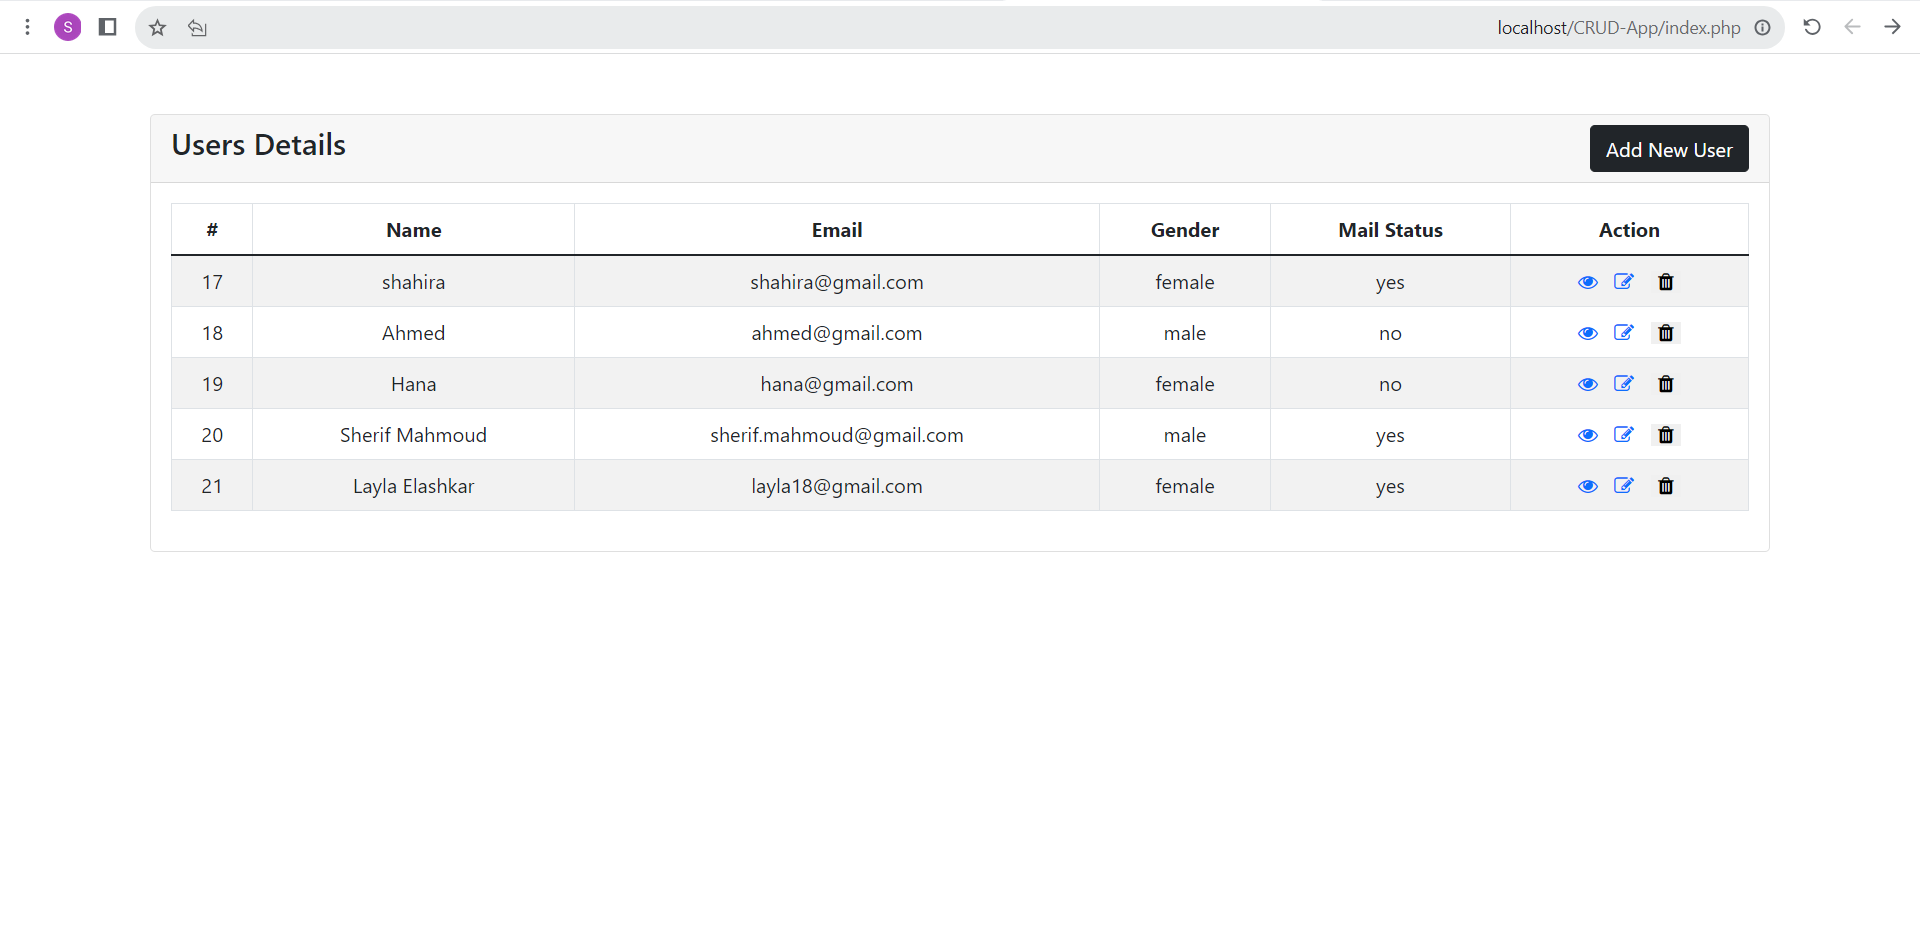 S
localhost/CRUD-App/index.php
Users Details
Add New User
# Name Email Gender Mail Status Action
17 shahira shahira@gmail.com female yes
18 Ahmed ahmed@gmail.com male no
19 Hana hana@gmail.com female no
20 Sherif Mahmoud sherif.mahmoud@gmail.com male yes
21 Layla Elashkar layla18@gmail.com female yes